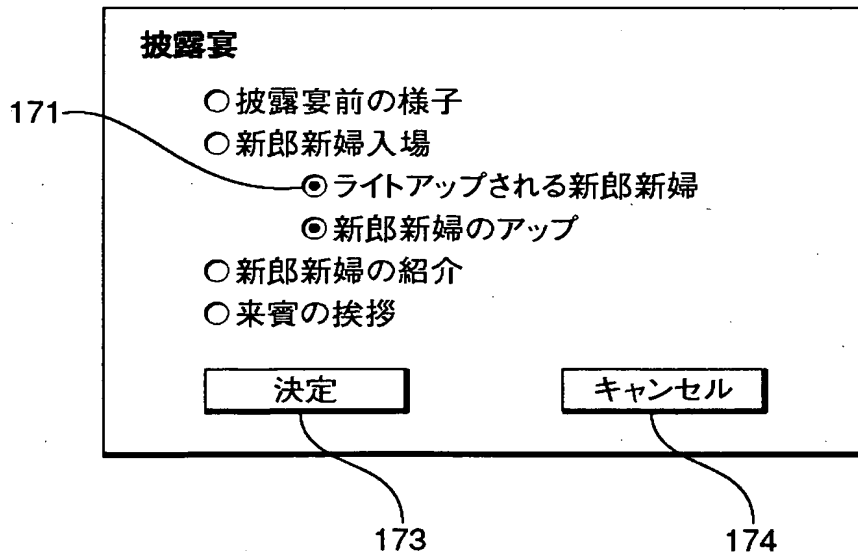 披露宴
○披露宴前の様子
171
○新郎新婦入場
◉ライトアップされる新郎新婦
◉新郎新婦のアップ
○新郎新婦の紹介
○来賓の挨拶
決定 キャンセル
173 174